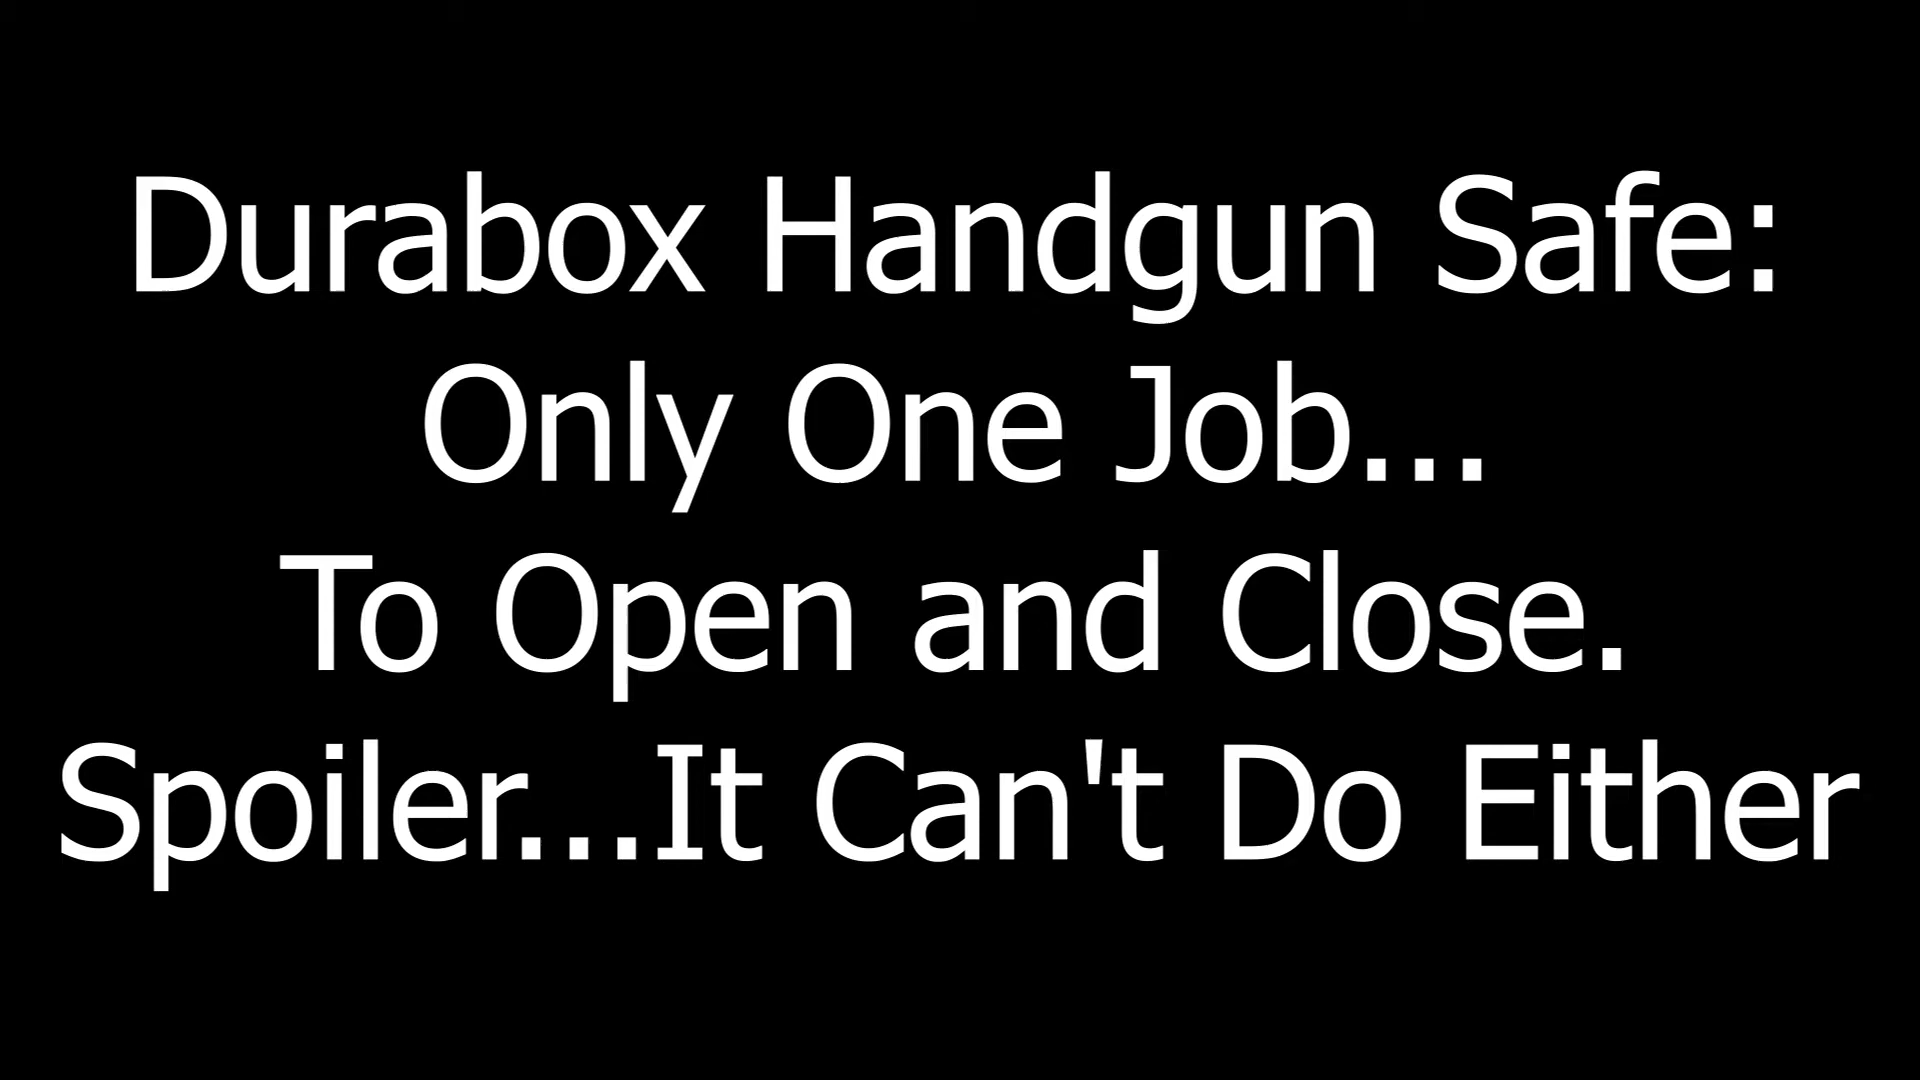 Durabox Handgun Safe:
Only One Job...
To Open and Close.
Spoiler...It Can't Do Either